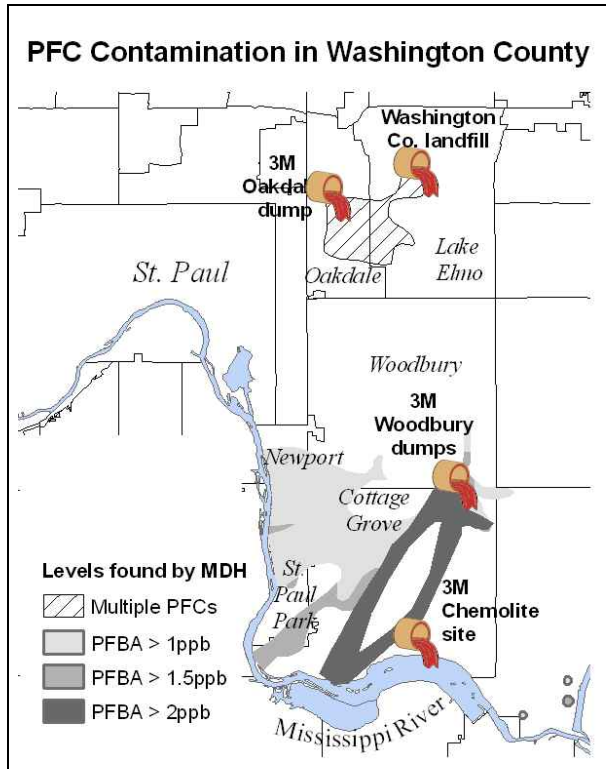 PFC Contamination in Washington County
Washington
Co. landfill
3M
Oakdal
dump
Lake
Elmo
Oakdale
St. Paul
Woodbury
3M
Woodbury
dumps
Newport
Cottage
Grove
Levels found by MDH
Multiple PFCs
PFBA > 1ppb
PFBA > 1.5ppb
PFBA > 2ppb
St.
Paul
Park
3M
Chemolite
site
Mississippi River